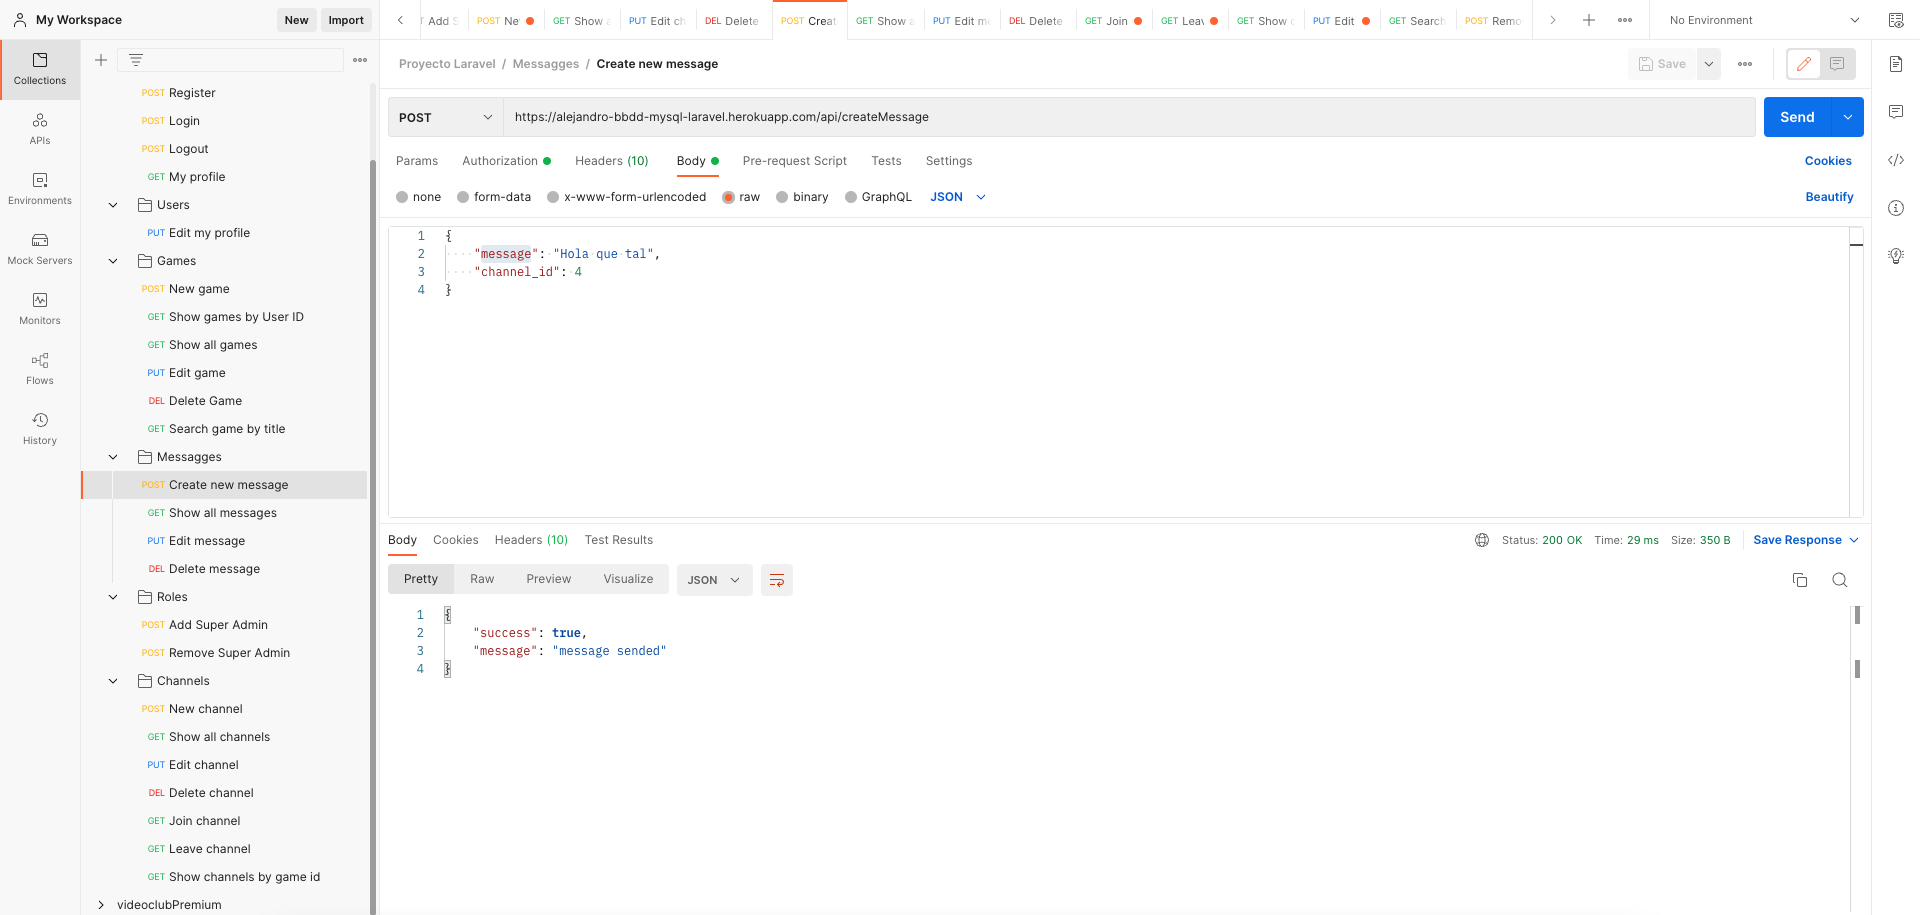 My Workspace
New
Import
Add S
POST Ne
GET Show a
PUT Edit ch
DEL Delete
POST Creat
GET Show a
PUT Edit me
DEL Delete
GET Join
GET Lea
GET Show c
PUT Edit
GET Search
POST Remo
No Environment
Collections
APIs
Environments
Mock Servers
Monitors
Flows
History
POST Register
POST Login
POST Logout
GET My profile
Users
PUT Edit my profile
Games
POST New game
GET Show games by User ID
GET Show all games
PUT Edit game
DEL Delete Game
GET Search game by title
Messagges
POST Create new message
GET Show all messages
PUT Edit message
DEL Delete message
Roles
POST Add Super Admin
POST Remove Super Admin
Channels
POST New channel
GET Show all channels
PUT Edit channel
DEL Delete channel
GET Join channel
GET Leave channel
GET Show channels by game id
videoclubPremium
Proyecto Laravel / Messagges / Create new message
Save
POST
https://alejandro-bbdd-mysql-laravel.herokuapp.com/api/createMessage
Send
Params
Authorization
Headers (10)
Body
Pre-request Script
Tests
Settings
Cookies
none
form-data
x-www-form-urlencoded
raw
binary
GraphQL
JSON
Beautify
1 {
2 "message": "Hola que tal",
3 "channel_id": 4
4 }
Body
Cookies
Headers (10)
Test Results
Status: 200 OK
Time: 29 ms
Size: 350 B
Save Response
Pretty
Raw
Preview
Visualize
JSON
1 {
2 "success": true,
3 "message": "message sended"
4 }